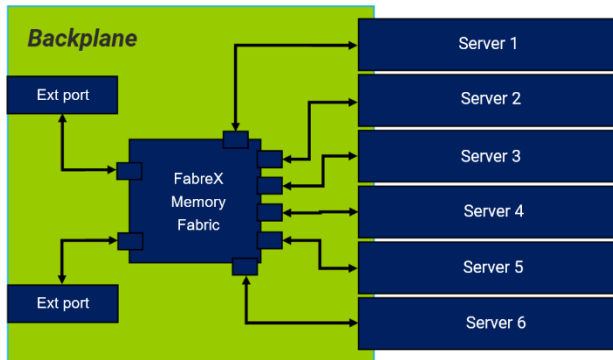 Backplane
Ext port
Ext port
FabreX
Memory
Fabric
Server 1
Server 2
Server 3
Server 4
Server 5
Server 6